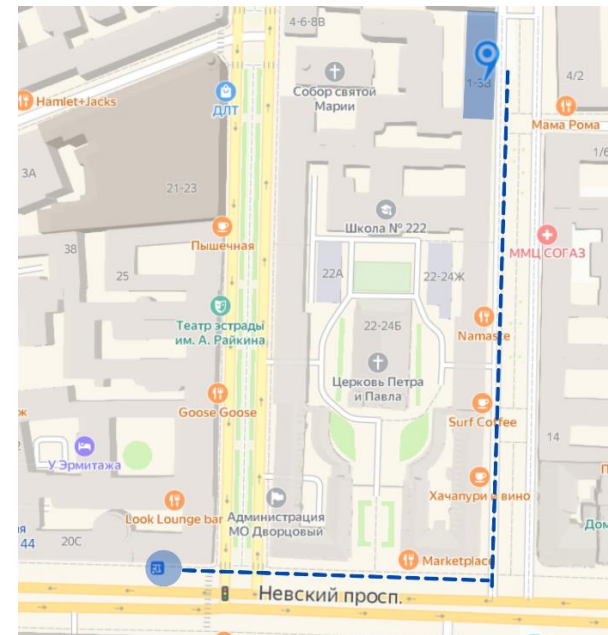 4-6-8В
1-3В
4/2
Собор святой
Марии
Hamlet+Jacks
ДЛТ
Мама Рома
1/6
3А
21-23
Школа № 222
Пышечная
ММЦ СОГАЗ
38
25
22А
22-24Ж
Театр эстрады
им. А. Райкина
22-24Б
Namaste
Церковь Петра
и Павла
Goose Goose
Surf Coffee
ж
14
У Эрмитажа
Хачапури и вино
П
Look Lounge bar
Администрация
МО Дворцовый
Дом
44
20С
Marketplace
Невский просп.